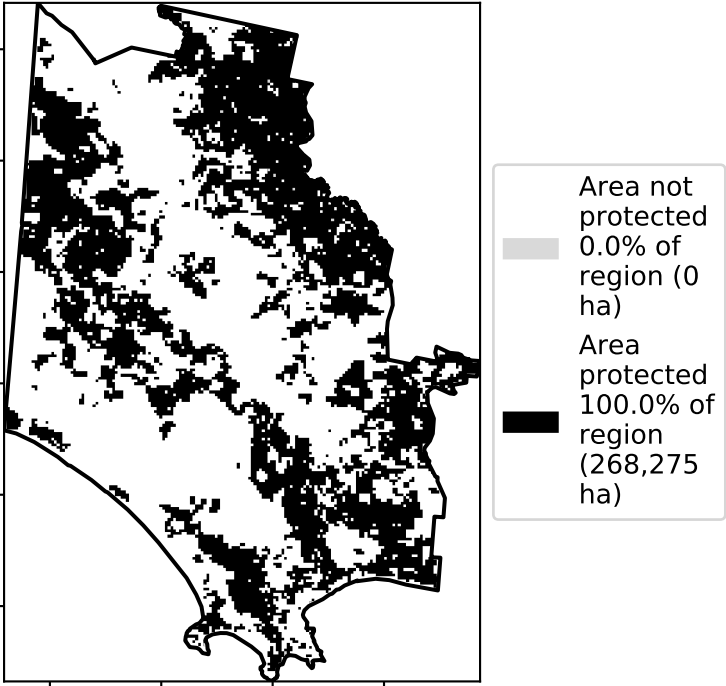 Area not
protected
0.0% of
region (0
ha)
Area
protected
100.0% of
region
(268,275
ha)